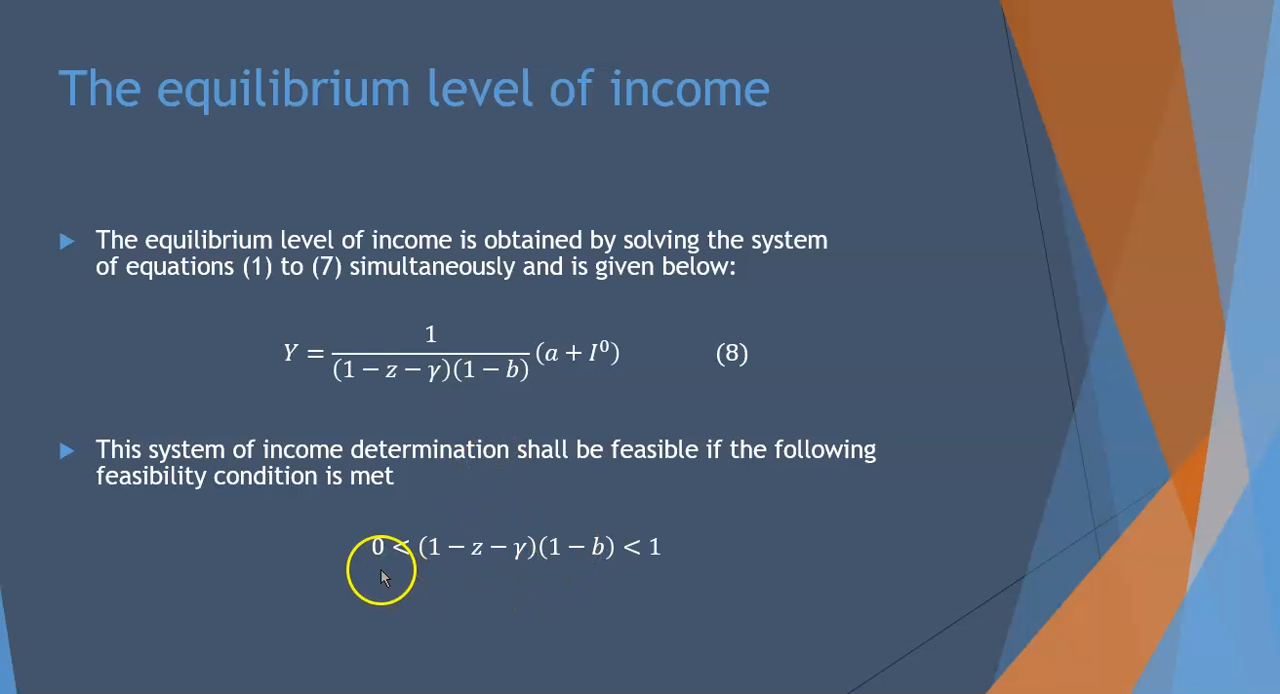 The equilibrium level of income
The equilibrium level of income is obtained by solving the system
of equations (1) to (7) simultaneously and is given below:
Y = \frac{1}{(1 − z − γ)(1 − b)} (a + I⁰) (8)
This system of income determination shall be feasible if the following
feasibility condition is met
0 < (1 − z − γ)(1 − b) < 1